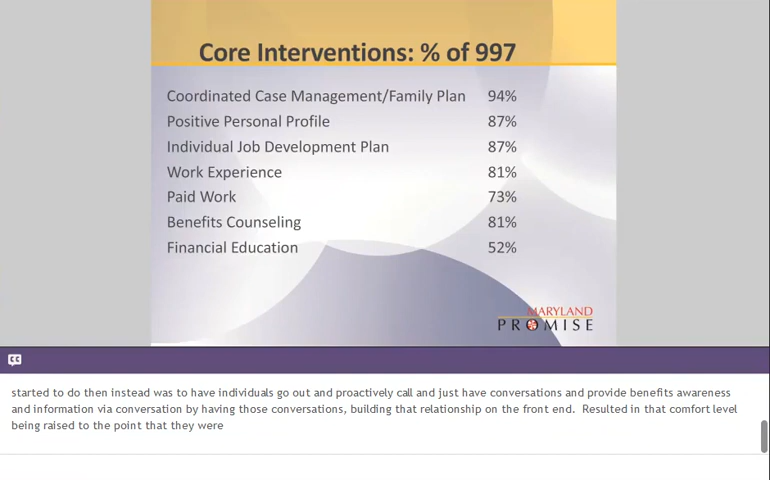 Core Interventions: % of 997
Coordinated Case Management/Family Plan 94%
Positive Personal Profile 87%
Individual Job Development Plan 87%
Work Experience 81%
Paid Work 73%
Benefits Counseling 81%
Financial Education 52%
MARYLAND
PROMISE
CC
started to do then instead was to have individuals go out and proactively call and just have conversations and provide benefits awareness
and information via conversation by having those conversations, building that relationship on the front end.  Resulted in that comfort level
being raised to the point that they were